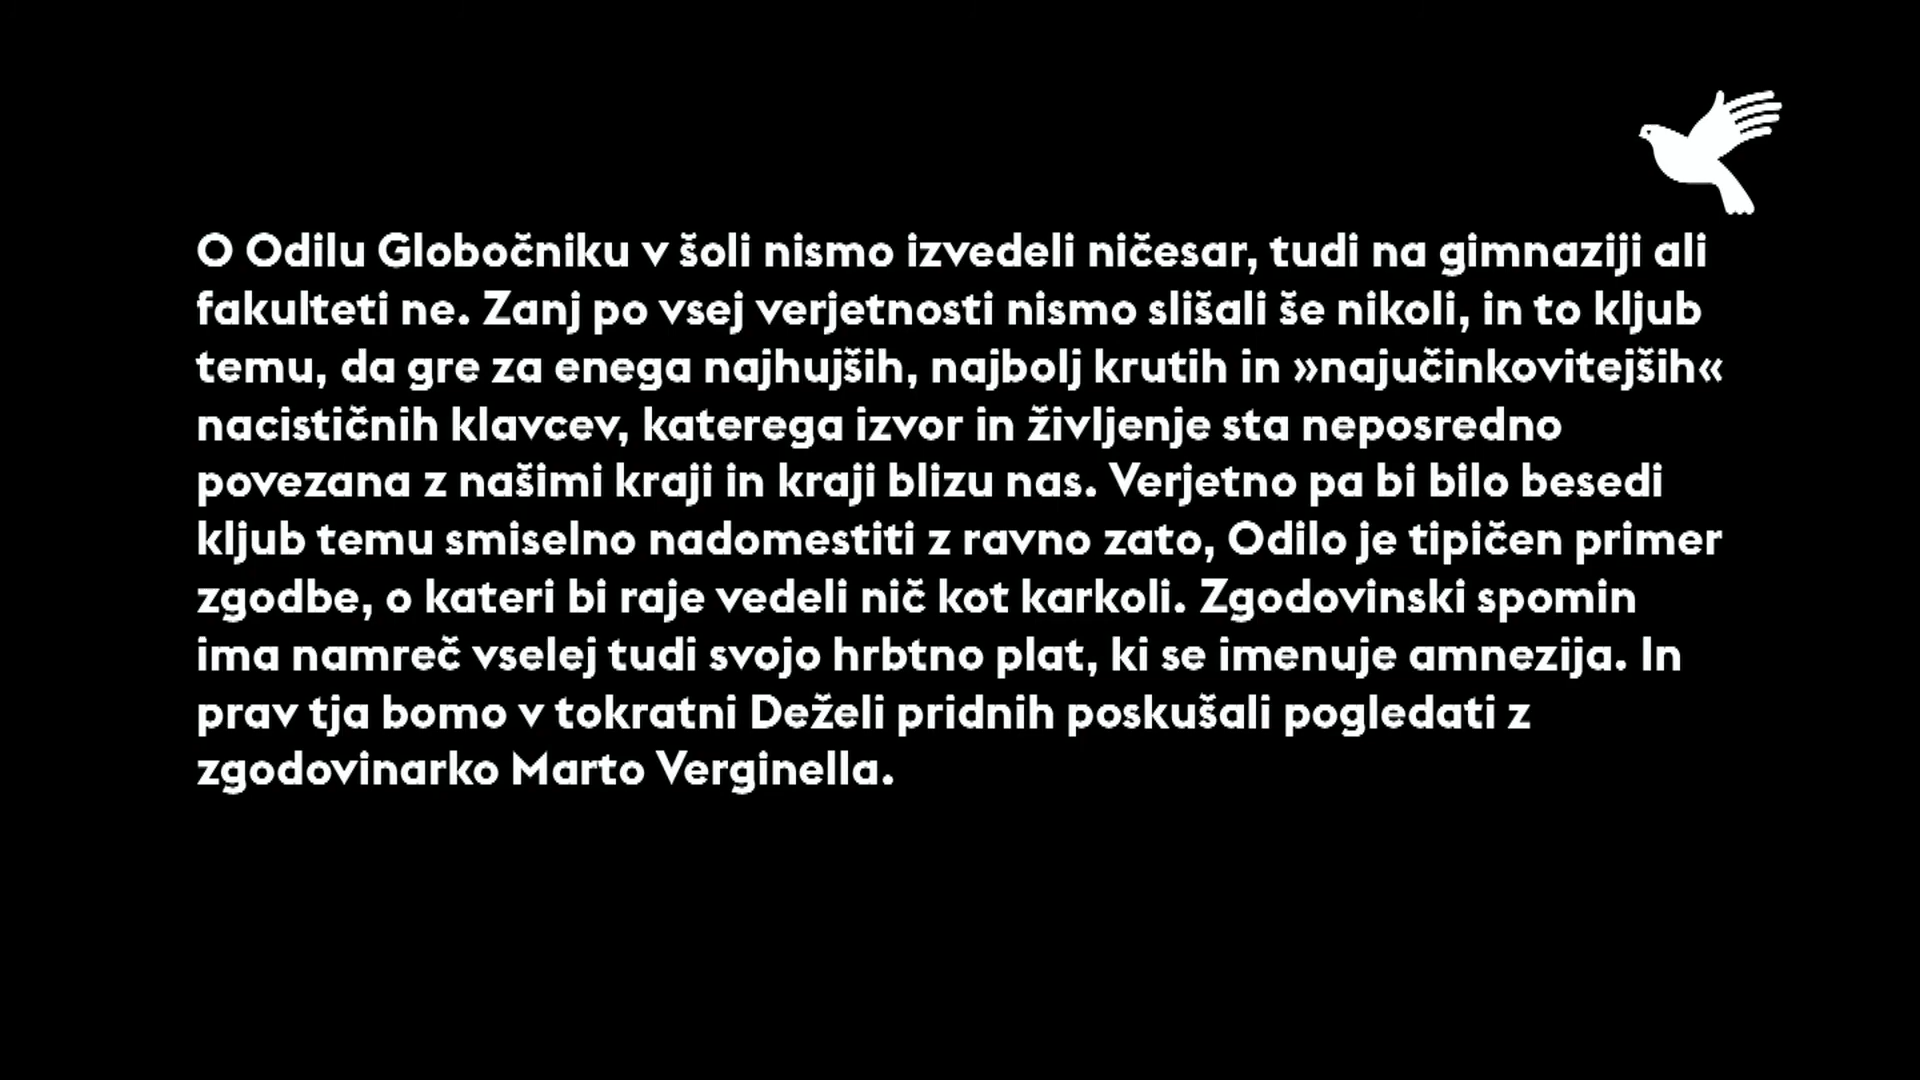 O Odilu Globočniku v šoli nismo izvedeli ničesar, tudi na gimnaziji ali
fakulteti ne. Zanj po vsej verjetnosti nismo slišali še nikoli, in to kljub
temu, da gre za enega najhujših, najbolj krutih in »najučinkovitejših«
nacističnih klavcev, katerega izvor in življenje sta neposredno
povezana z našimi kraji in kraji blizu nas. Verjetno pa bi bilo besedi
kljub temu smiselno nadomestiti z ravno zato, Odilo je tipičen primer
zgodbe, o kateri bi raje vedeli nič kot karkoli. Zgodovinski spomin
ima namreč vselej tudi svojo hrbtno plat, ki se imenuje amnezija. In
prav tja bomo v tokratni Deželi pridnih poskušali pogledati z
zgodovinarko Marto Verginella.